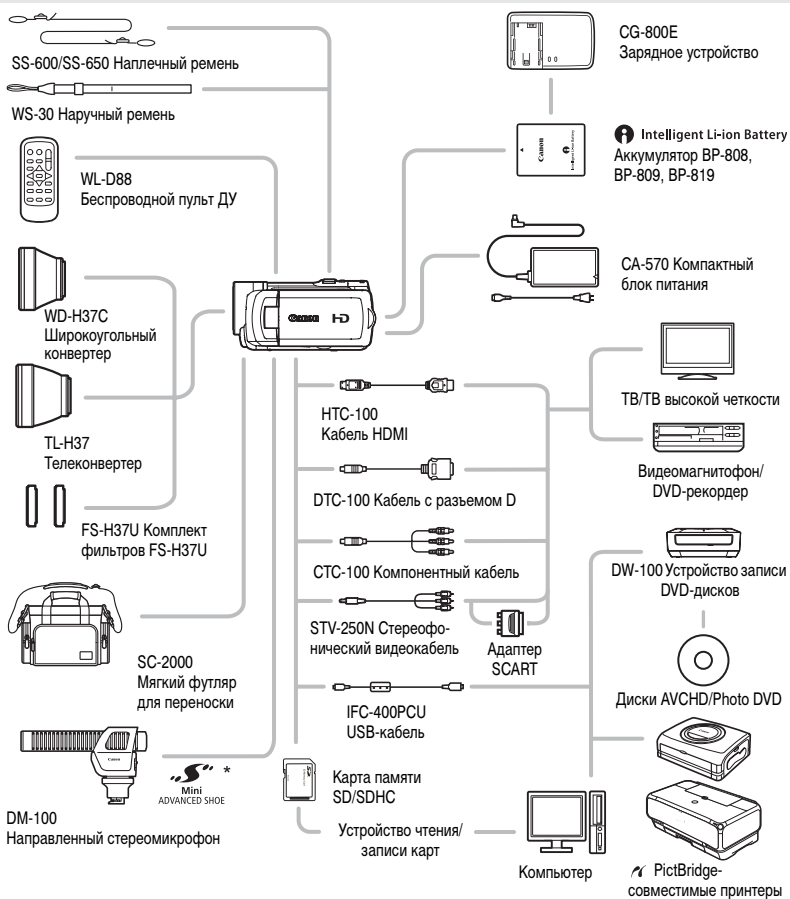 SS-600/SS-650 Наплечный ремень
WS-30 Наручный ремень
WL-D88
Беспроводной пульт ДУ
WD-H37C
Широкоугольный
конвертер
TL-H37
Телеконвертер
FS-H37U Комплект
фильтров FS-H37U
SC-2000
Мягкий футляр
для переноски
Canon
DM-100
Направленный стереомикрофон
Mini
ADVANCED SHOE
*
Canon HD
HTC-100
Кабель HDMI
DTC-100 Кабель с разъемом D
CTC-100 Компонентный кабель
STV-250N Стереофо-
нический видеокабель
Адаптер
SCART
IFC-400PCU
USB-кабель
Карта памяти
SD/SDHC
Устройство чтения/
записи карт
CG-800E
Зарядное устройство
Canon
Intelligent Li-ion Battery
Intelligent Li-ion Battery
Аккумулятор BP-808,
BP-809, BP-819
CA-570 Компактный
блок питания
ТВ/ТВ высокой четкости
Видеомагнитофон/
DVD-рекордер
DW-100 Устройство записи
DVD-дисков
Диски AVCHD/Photo DVD
Компьютер
PictBridge-
совместимые принтеры